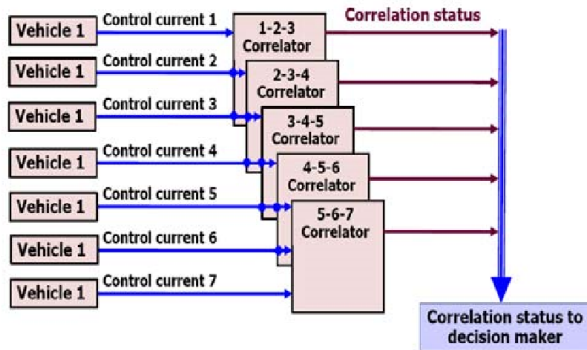 Vehicle 1
Control current 1
Vehicle 1
Control current 2
Vehicle 1
Control current 3
Vehicle 1
Control current 4
Vehicle 1
Control current 5
Vehicle 1
Control current 6
Vehicle 1
Control current 7
1-2-3
Correlator
2-3-4
Correlator
3-4-5
Correlator
4-5-6
Correlator
5-6-7
Correlator
Correlation status
Correlation status to
decision maker